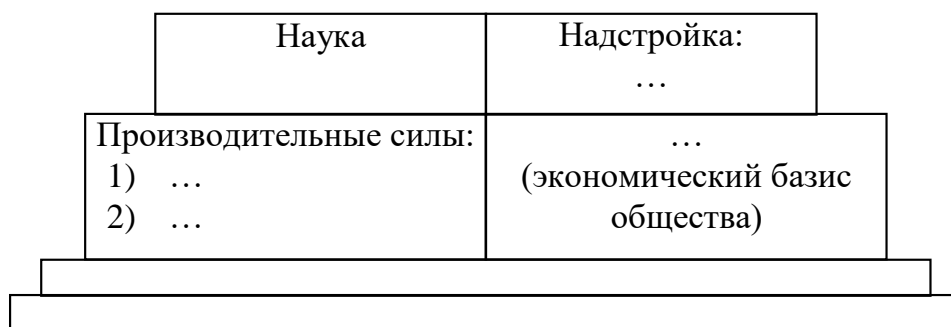 Наука
Надстройка:
…
Производительные силы:
1) …
2) …
…
(экономический базис
общества)